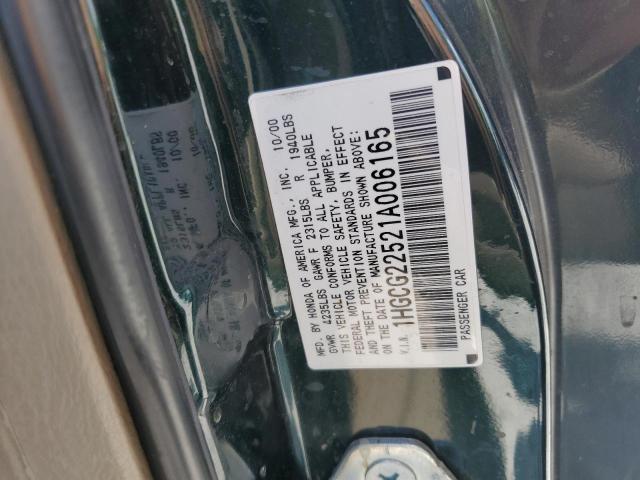 MFD. BY HONDA OF AMERICA MFG., INC. 10/00
GVWR 4235LBS GAWR F 2315LBS R 1940LBS
THIS VEHICLE CONFORMS TO ALL APPLICABLE
FEDERAL MOTOR VEHICLE SAFETY, BUMPER,
AND THEFT PREVENTION STANDARDS IN EFFECT
ON THE DATE OF MANUFACTURE SHOWN ABOVE:
V.I.N. 1HGCG22521A006165
PASSENGER CAR